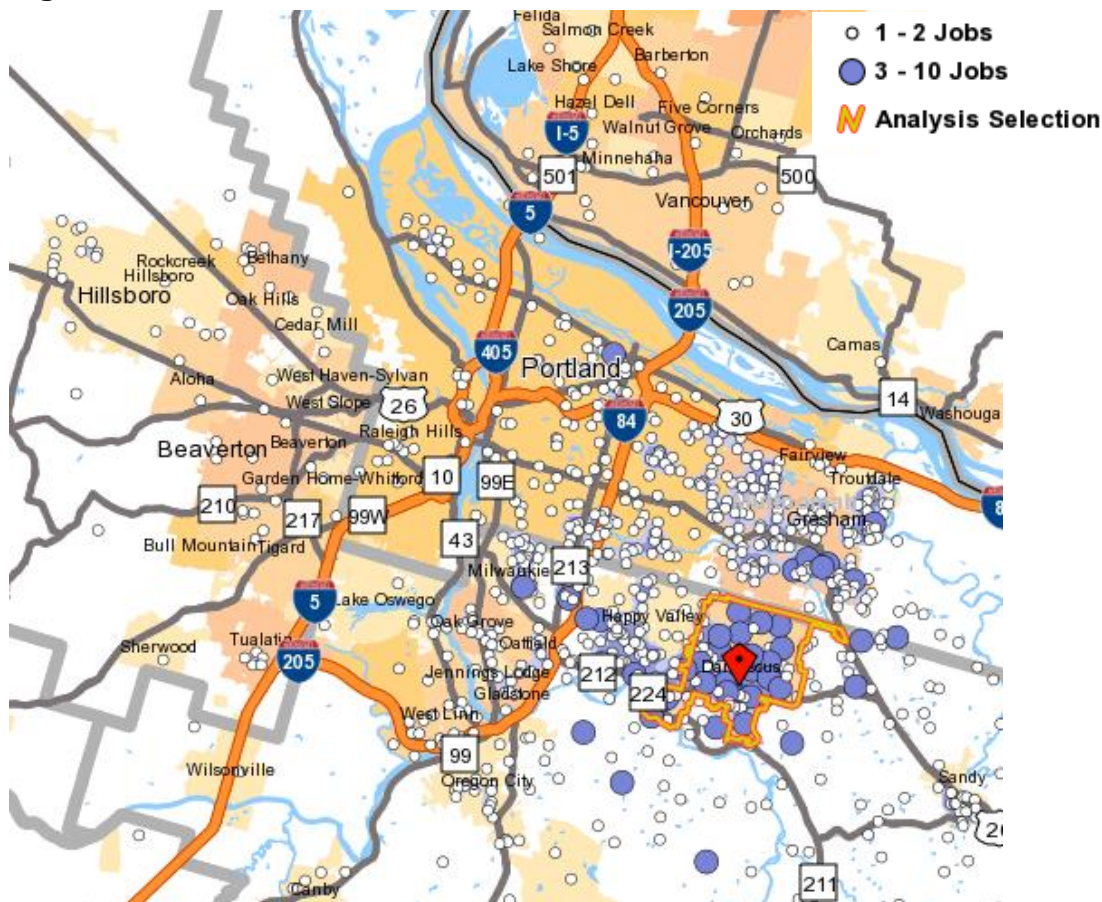 Felida
Salmon Creek
Barberton
Lake Shore
Hazel Dell
Five Corners
I-5
Walnut Grove
Orchards
Minnehaha
501
500
Vancouver
5
I-205
Rockcreek
Bethany
Hillsboro
Hillsboro
Oak Hills
205
Cedar Mill
Camas
405
Portland
Aloha
West Haven-Sylvan
14
West Slope
26
84
30
Washouga
Raleigh Hills
Beaverton
Beaverton
Fairview
Garden Home-Whitford
10
99E
Troutdale
8
210
217
99W
Gresham
43
Bull Mountain
Tigard
Milwaukie
213
5
Lake Oswego
Happy Valley
Oak Grove
Sherwood
Tualatin
Oatfield
205
Jennings Lodge
212
Damascus
Gladstone
224
West Linn
99
Wilsonville
Oregon City
Sandy
26
211
Canby
1 - 2 Jobs
3 - 10 Jobs
Analysis Selection